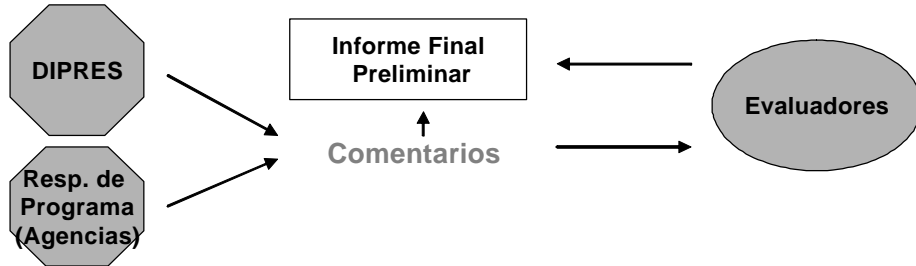 DIPRES
Informe Final
Preliminar
Evaluadores
Comentarios
Resp. de
Programa
(Agencias)